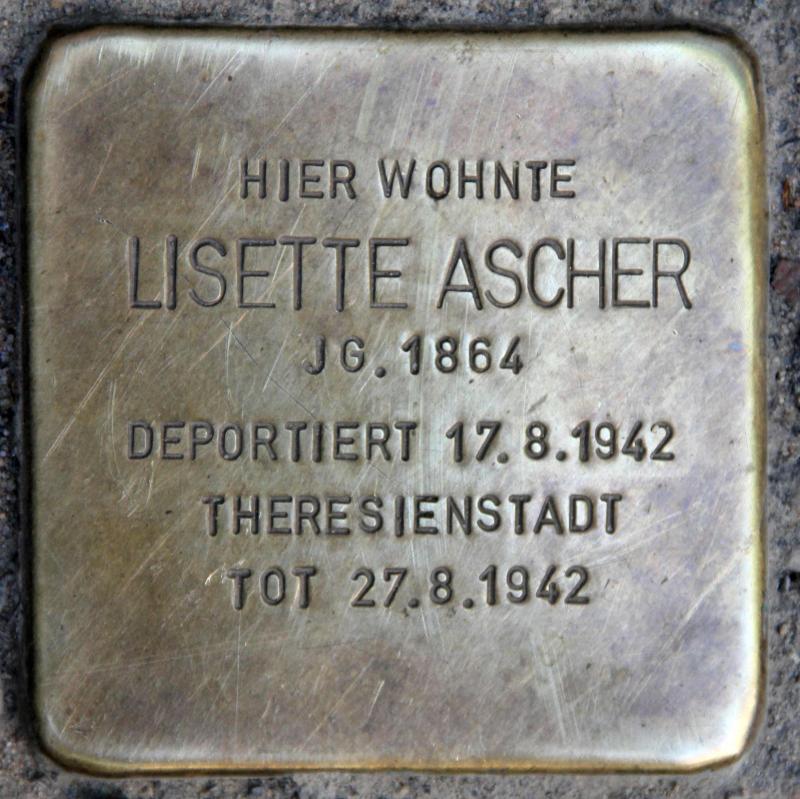 HIER WOHNTE
LISETTE ASCHER
JG. 1864
DEPORTIERT 17.8.1942
THERESIENSTADT
TOT 27.8.1942